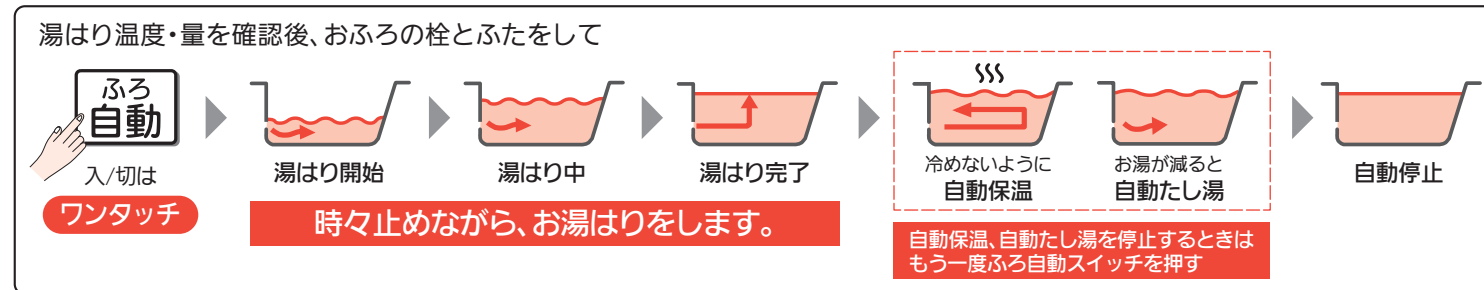 湯はり温度・量を確認後、おふろの栓とふたをして
ふろ
自動
入/切は
ワンタッチ
湯はり開始
湯はり中
湯はり完了
時々止めながら、お湯はりをします。
冷めないように
自動保温
お湯が減ると
自動たし湯
自動保温、自動たし湯を停止するときは
もう一度ふろ自動スイッチを押す
自動停止